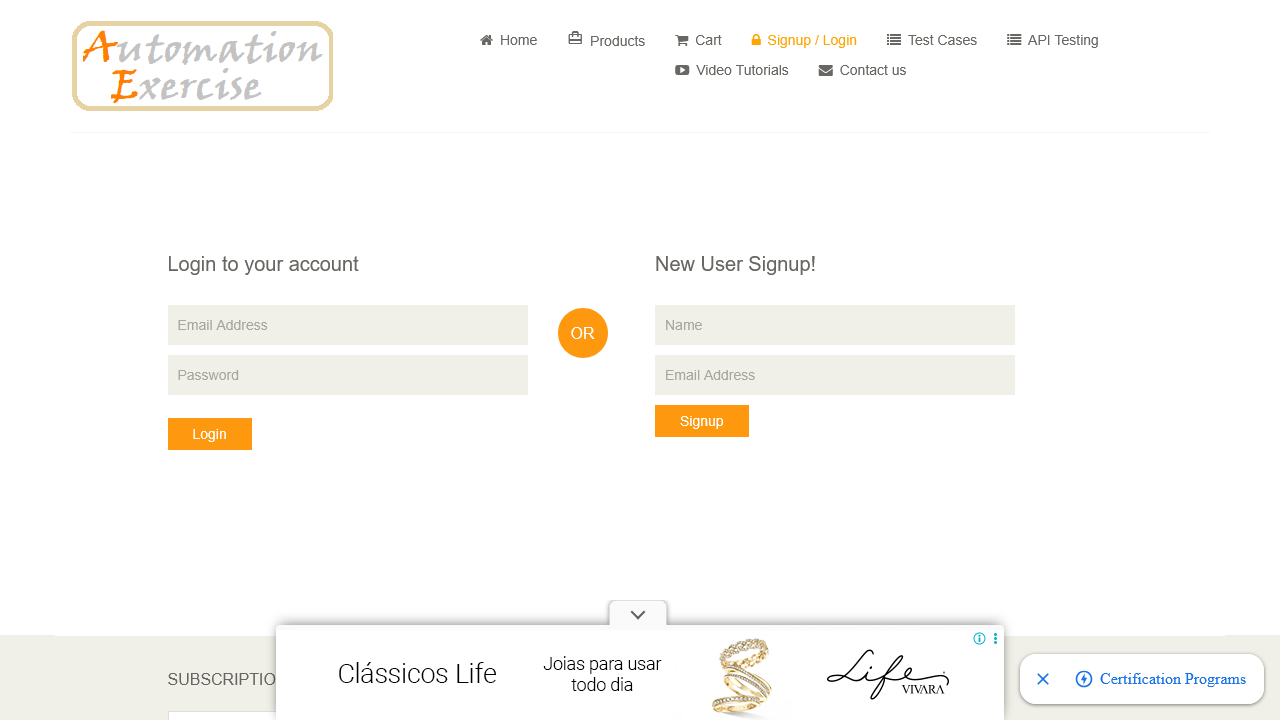 Automation
Exercise
Home
Products
Cart
Signup / Login
Test Cases
API Testing
Video Tutorials
Contact us
Login to your account
Email Address
Password
Login
OR
New User Signup!
Name
Email Address
Signup
SUBSCRIPTIO
Clássicos Life
Joias para usar
todo dia
Life
VIVARA
Certification Programs